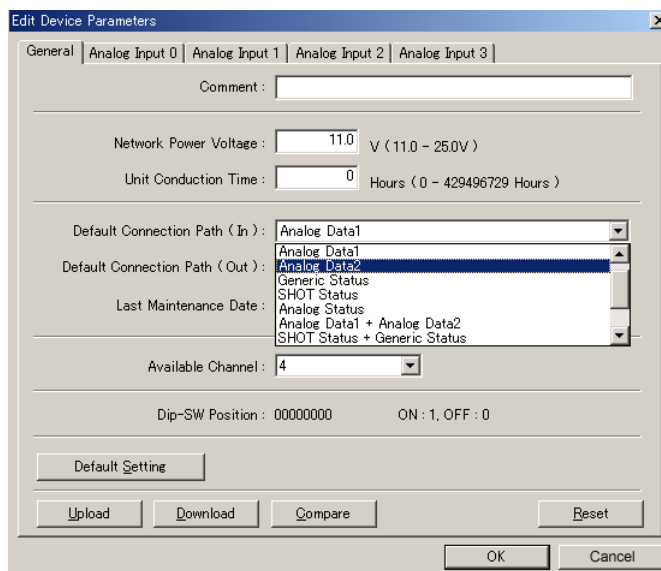 Edit Device Parameters
General Analog Input 0 Analog Input 1 Analog Input 2 Analog Input 3
Comment :
Network Power Voltage : 11.0 V ( 11.0 - 25.0V )
Unit Conduction Time : 0 Hours ( 0 - 429496729 Hours )
Default Connection Path ( In ) : Analog Data1
Analog Data1
Default Connection Path ( Out ) : Analog Data2
Generic Status
SHOT Status
Last Maintenance Date : Analog Status
Analog Data1 + Analog Data2
SHOT Status + Generic Status
Available Channel : 4
Dip-SW Position : 00000000 ON : 1, OFF : 0
Default Setting
Upload Download Compare Reset
OK Cancel